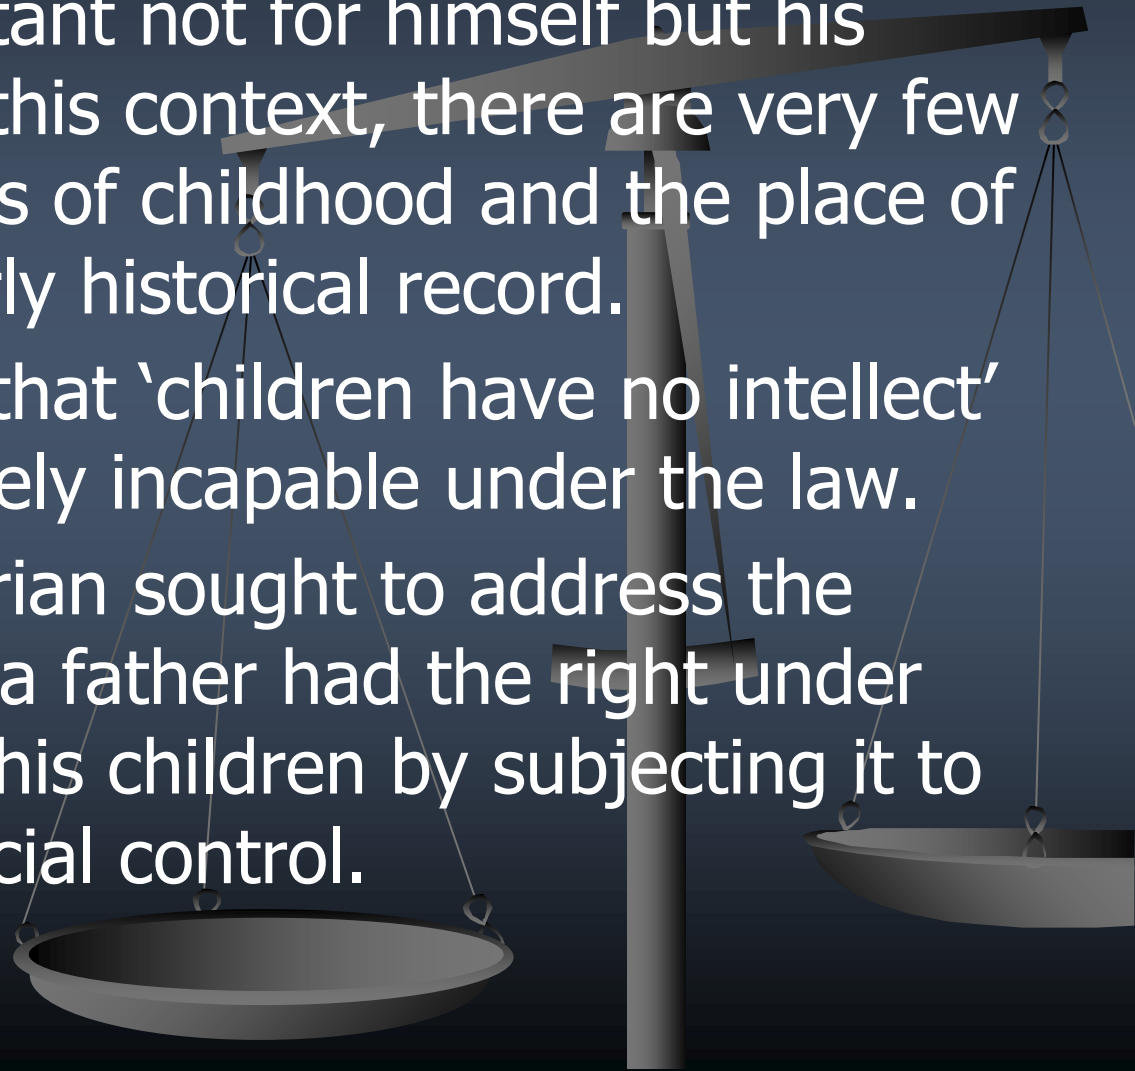 tant not for himself but his
this context, there are very few
s of childhood and the place of
rly historical record.
that ‘children have no intellect’
ely incapable under the law.
rian sought to address the
a father had the right under
his children by subjecting it to
cial control.